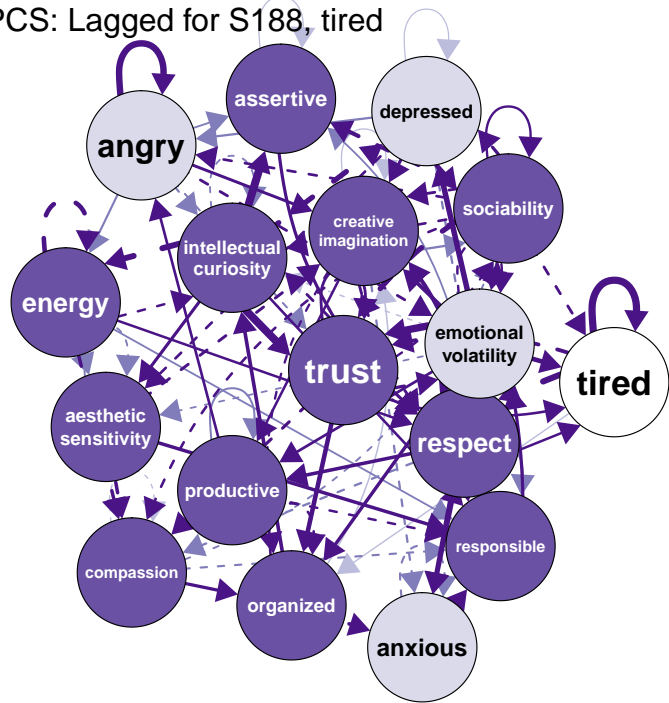 PCS: Lagged for S188, tired
assertive
depressed
angry
sociability
creative
imagination
intellectual
curiosity
energy
emotional
volatility
trust
tired
aesthetic
sensitivity
respect
productive
responsible
compassion
organized
anxious